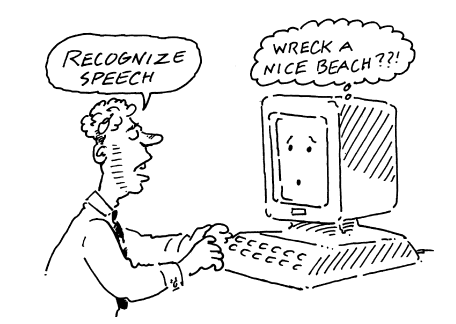 RECOGNIZE
SPEECH
WRECK A
NICE BEACH??!